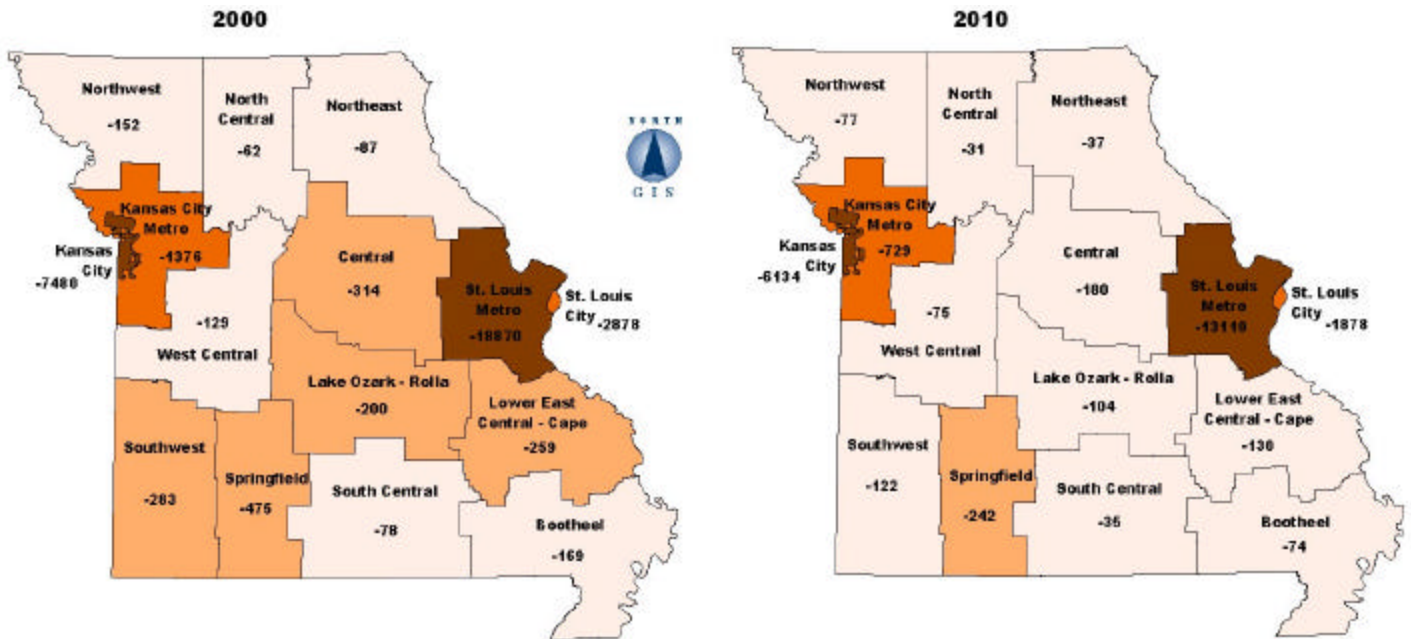 2000
Northwest
-152
North
Central
-62
Northeast
-87
Kansas City
Metro
-1376
Kansas
City
-7480
Central
-314
St. Louis
Metro
-18870
St. Louis
City
-2878
-129
West Central
Lake Ozark - Rolla
-200
Lower East
Central - Cape
-259
Southwest
-283
Springfield
-475
South Central
-78
Bootheel
-169
NORTH
GIS
2010
Northwest
-77
North
Central
-31
Northeast
-37
Kansas City
Metro
-729
Kansas
City
-6134
Central
-180
St. Louis
Metro
-13110
St. Louis
City
-1878
-75
West Central
Lake Ozark - Rolla
-104
Lower East
Central - Cape
-130
Southwest
-122
Springfield
-242
South Central
-35
Bootheel
-74